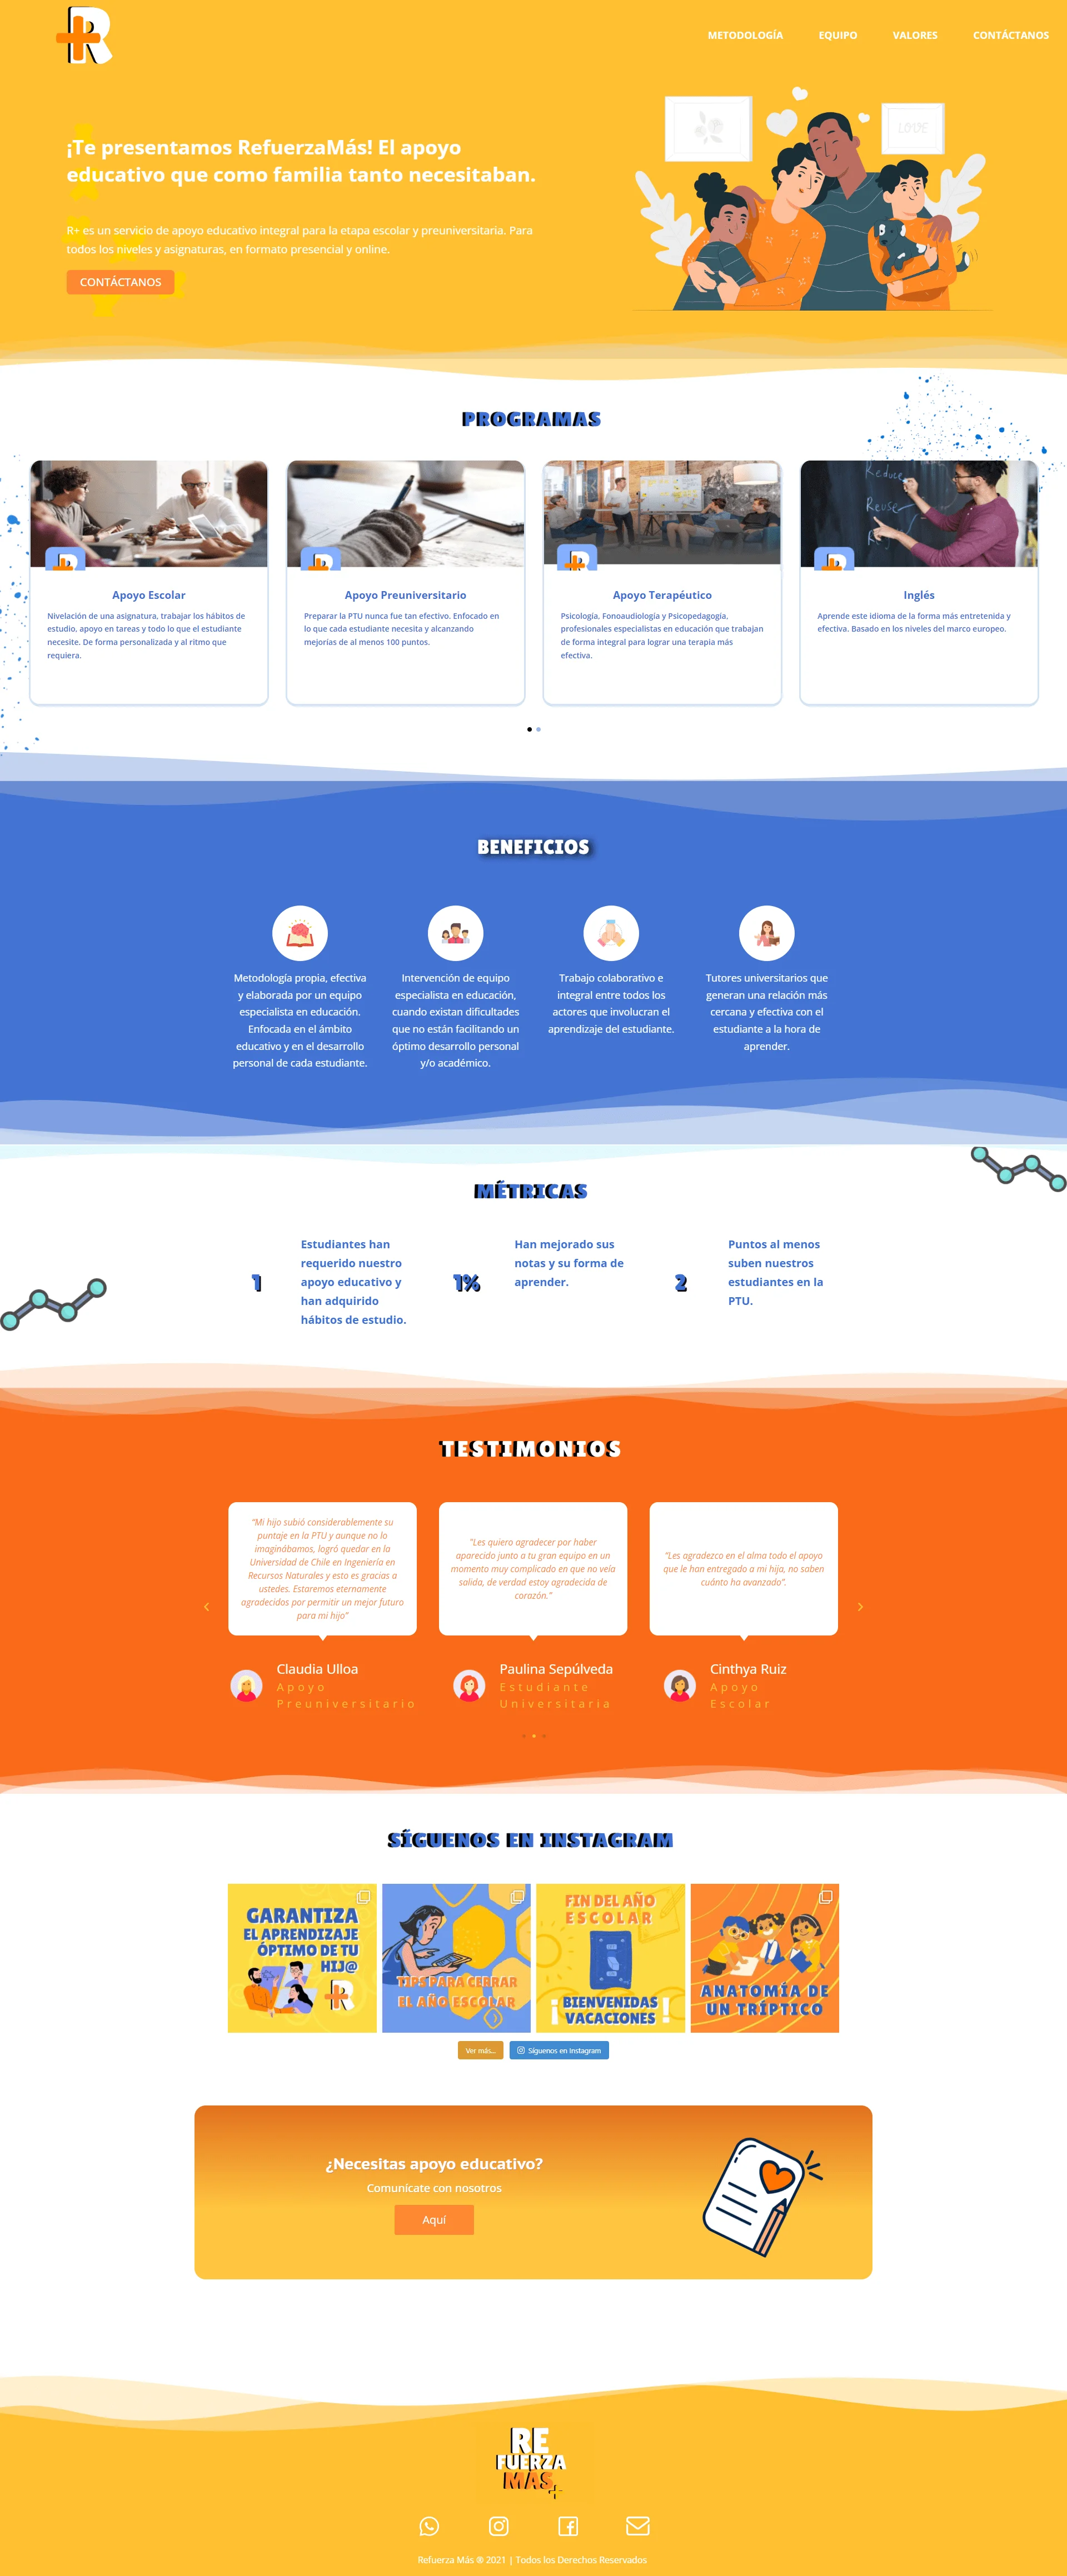 R
METODOLOGÍA EQUIPO VALORES CONTÁCTANOS
LOVE
¡Te presentamos RefuerzaMás! El apoyo
educativo que como familia tanto necesitaban.
R+ es un servicio de apoyo educativo integral para la etapa escolar y preuniversitaria. Para
todos los niveles y asignaturas, en formato presencial y online.
CONTÁCTANOS
PROGRAMAS
Reduce
Reuse
Apoyo Escolar
Nivelación de una asignatura, trabajar los hábitos de
estudio, apoyo en tareas y todo lo que el estudiante
necesite. De forma personalizada y al ritmo que
requiera.
Apoyo Preuniversitario
Preparar la PTU nunca fue tan efectivo. Enfocado en
lo que cada estudiante necesita y alcanzando
mejorías de al menos 100 puntos.
Apoyo Terapéutico
Psicología, Fonoaudiología y Psicopedagogía,
profesionales especialistas en educación que trabajan
de forma integral para lograr una terapia más
efectiva.
Inglés
Aprende este idioma de la forma más entretenida y
efectiva. Basado en los niveles del marco europeo.
BENEFICIOS
Metodología propia, efectiva
y elaborada por un equipo
especialista en educación.
Enfocada en el ámbito
educativo y en el desarrollo
personal de cada estudiante.
Intervención de equipo
especialista en educación,
cuando existan dificultades
que no están facilitando un
óptimo desarrollo personal
y/o académico.
Trabajo colaborativo e
integral entre todos los
actores que involucran el
aprendizaje del estudiante.
Tutores universitarios que
generan una relación más
cercana y efectiva con el
estudiante a la hora de
aprender.
MÉTRICAS
1
Estudiantes han
requerido nuestro
apoyo educativo y
han adquirido
hábitos de estudio.
1%
Han mejorado sus
notas y su forma de
aprender.
2
Puntos al menos
suben nuestros
estudiantes en la
PTU.
TESTIMONIOS
“Mi hijo subió considerablemente su
puntaje en la PTU y aunque no lo
imaginábamos, logró quedar en la
Universidad de Chile en Ingeniería en
Recursos Naturales y esto es gracias a
ustedes. Estaremos eternamente
agradecidos por permitir un mejor futuro
para mi hijo”
Claudia Ulloa
Apoyo
Preuniversitario
"Les quiero agradecer por haber
aparecido junto a tu gran equipo en un
momento muy complicado en que no veía
salida, de verdad estoy agradecida de
corazón."
Paulina Sepúlveda
Estudiante
Universitaria
“Les agradezco en el alma todo el apoyo
que le han entregado a mi hija, no saben
cuánto ha avanzado”.
Cinthya Ruiz
Apoyo
Escolar
SÍGUENOS EN INSTAGRAM
GARANTIZA
EL APRENDIZAJE
ÓPTIMO DE TU
HIJ@
R
TIPS PARA CERRAR
EL AÑO ESCOLAR
FIN DEL AÑO
ESCOLAR
¡BIENVENIDAS
VACACIONES!
ANATOMÍA DE
UN TRÍPTICO
Ver más...
Síguenos en Instagram
¿Necesitas apoyo educativo?
Comunícate con nosotros
Aquí
RE
FUERZA
MAS+
Refuerza Más ® 2021 | Todos los Derechos Reservados